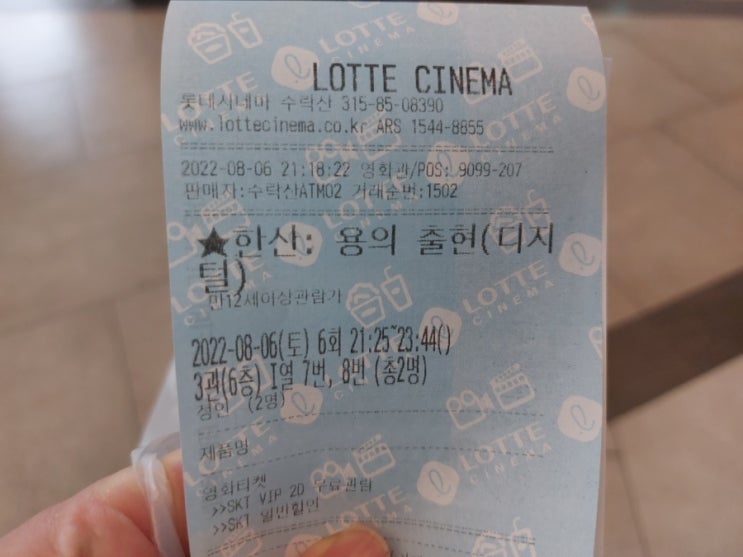 LOTTE CINEMA
롯데시네마 수락산 315-85-08390
www.lottecinema.co.kr ARS 1544-8855
2022-08-06 21:18:22 영화관/POS: 9099-207
판매자:수락산ATM02 거래순번:1502
★한산: 용의 출현(디지
털)
만12세이상관람가
2022-08-06(토) 6회 21:25~23:44()
3관(6층) I열 7번, 8번 (총2명)
성인 (2명)
제품명
영화티켓
>>SKT VIP 2D 무료관람
>>SKT 일반할인